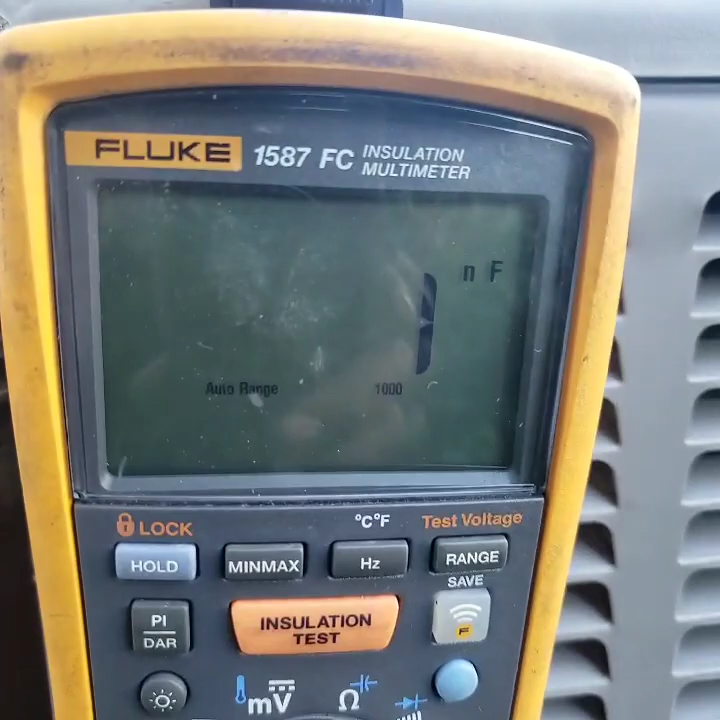 FLUKE 1587 FC INSULATION MULTIMETER
n F
1
Auto Range 1000
LOCK °C°F Test Voltage
HOLD MINMAX Hz RANGE
SAVE
PI
DAR
INSULATION
TEST
F
mV Ω